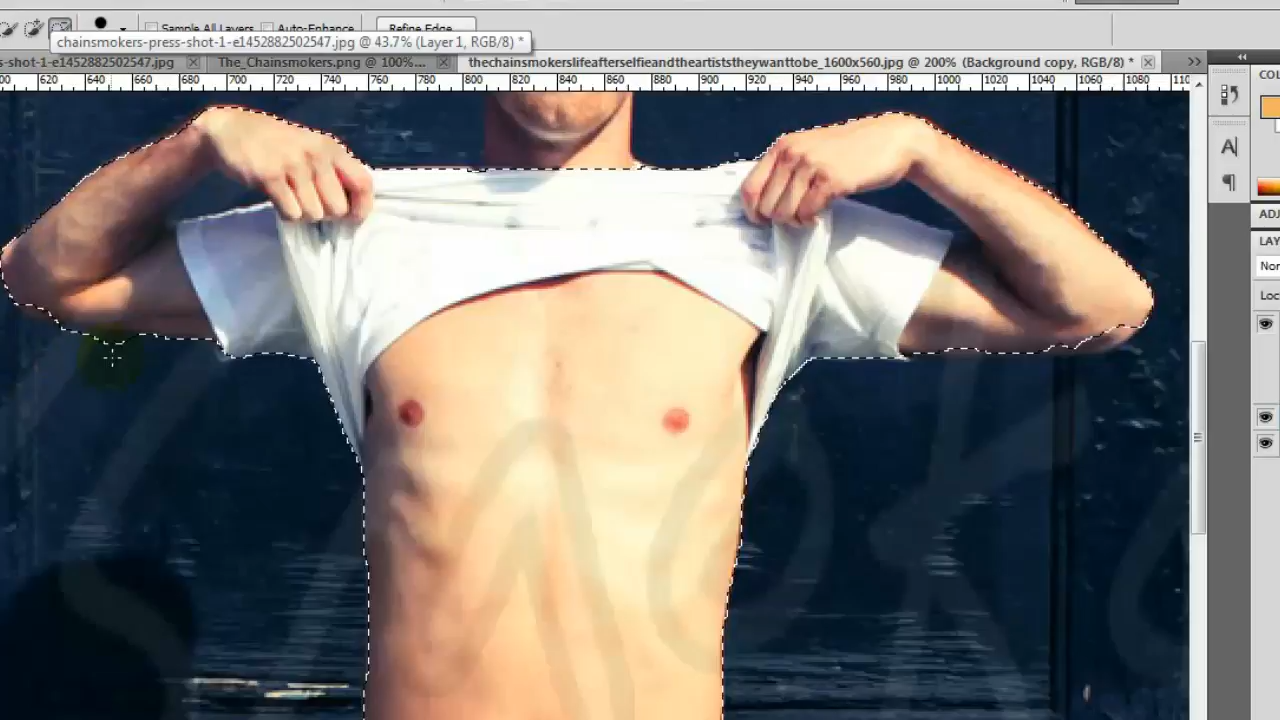 Sample All Layers Auto-Enhance Refine Edge...
chainsmokers-press-shot-1-e1452882502547.jpg @ 43.7% (Layer 1, RGB/8) *
s-shot-1-e1452882502547.jpg The_Chainsmokers.png @ 100%... thechainsmokerslifeafterselfieandtheartiststheywanttobe_1600x560.jpg @ 200% (Background copy, RGB/8) *
00 620 640 660 680 700 720 740 760 780 800 820 840 860 880 900 920 940 960 980 1000 1020 1040 1060 1080 110
COL
A
ADJ
LAY
Nor
Loc